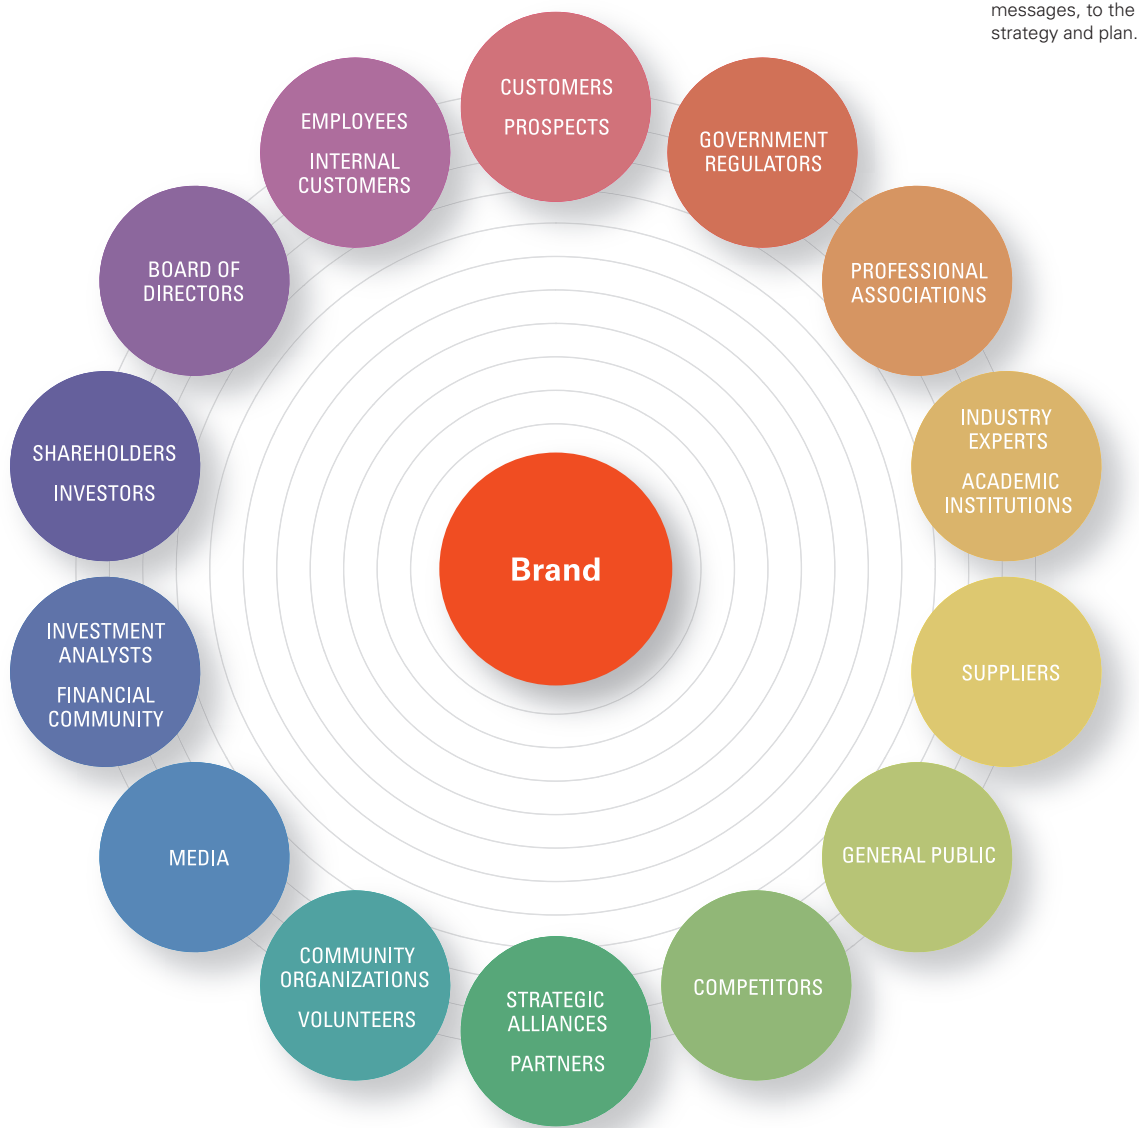 messages, to the
strategy and plan.
CUSTOMERS
PROSPECTS
GOVERNMENT
REGULATORS
PROFESSIONAL
ASSOCIATIONS
INDUSTRY
EXPERTS
ACADEMIC
INSTITUTIONS
SUPPLIERS
GENERAL PUBLIC
COMPETITORS
STRATEGIC
ALLIANCES
PARTNERS
COMMUNITY
ORGANIZATIONS
VOLUNTEERS
MEDIA
INVESTMENT
ANALYSTS
FINANCIAL
COMMUNITY
SHAREHOLDERS
INVESTORS
BOARD OF
DIRECTORS
EMPLOYEES
INTERNAL
CUSTOMERS
Brand